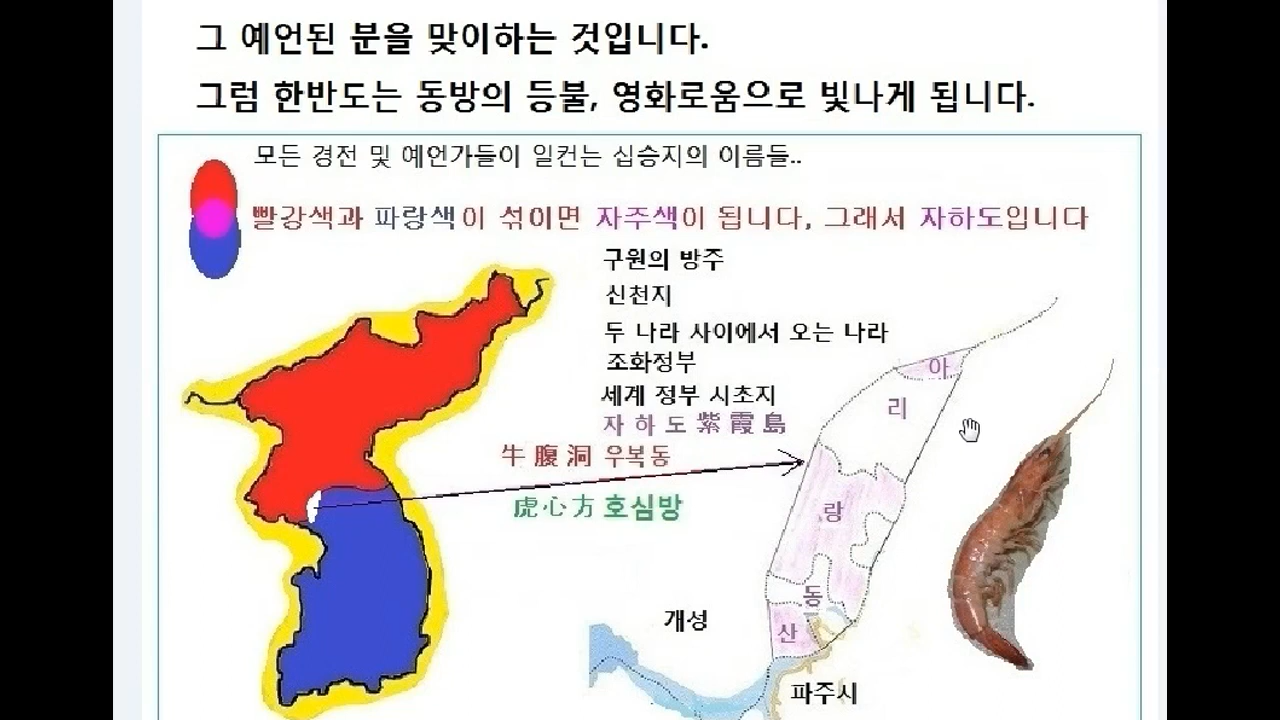 그 예언된 분을 맞이하는 것입니다.
그럼 한반도는 동방의 등불, 영화로움으로 빛나게 됩니다.
모든 경전 및 예언가들이 일컫는 십승지의 이름들..
빨강색과 파랑색이 섞이면 자주색이 됩니다, 그래서 자하도입니다
구원의 방주
신천지
두 나라 사이에서 오는 나라
조화정부
세계 정부 시초지
자 하 도 紫 霞 島
牛 腹 洞 우복동
虎心方 호심방
아
리
랑
동
산
개성
파주시